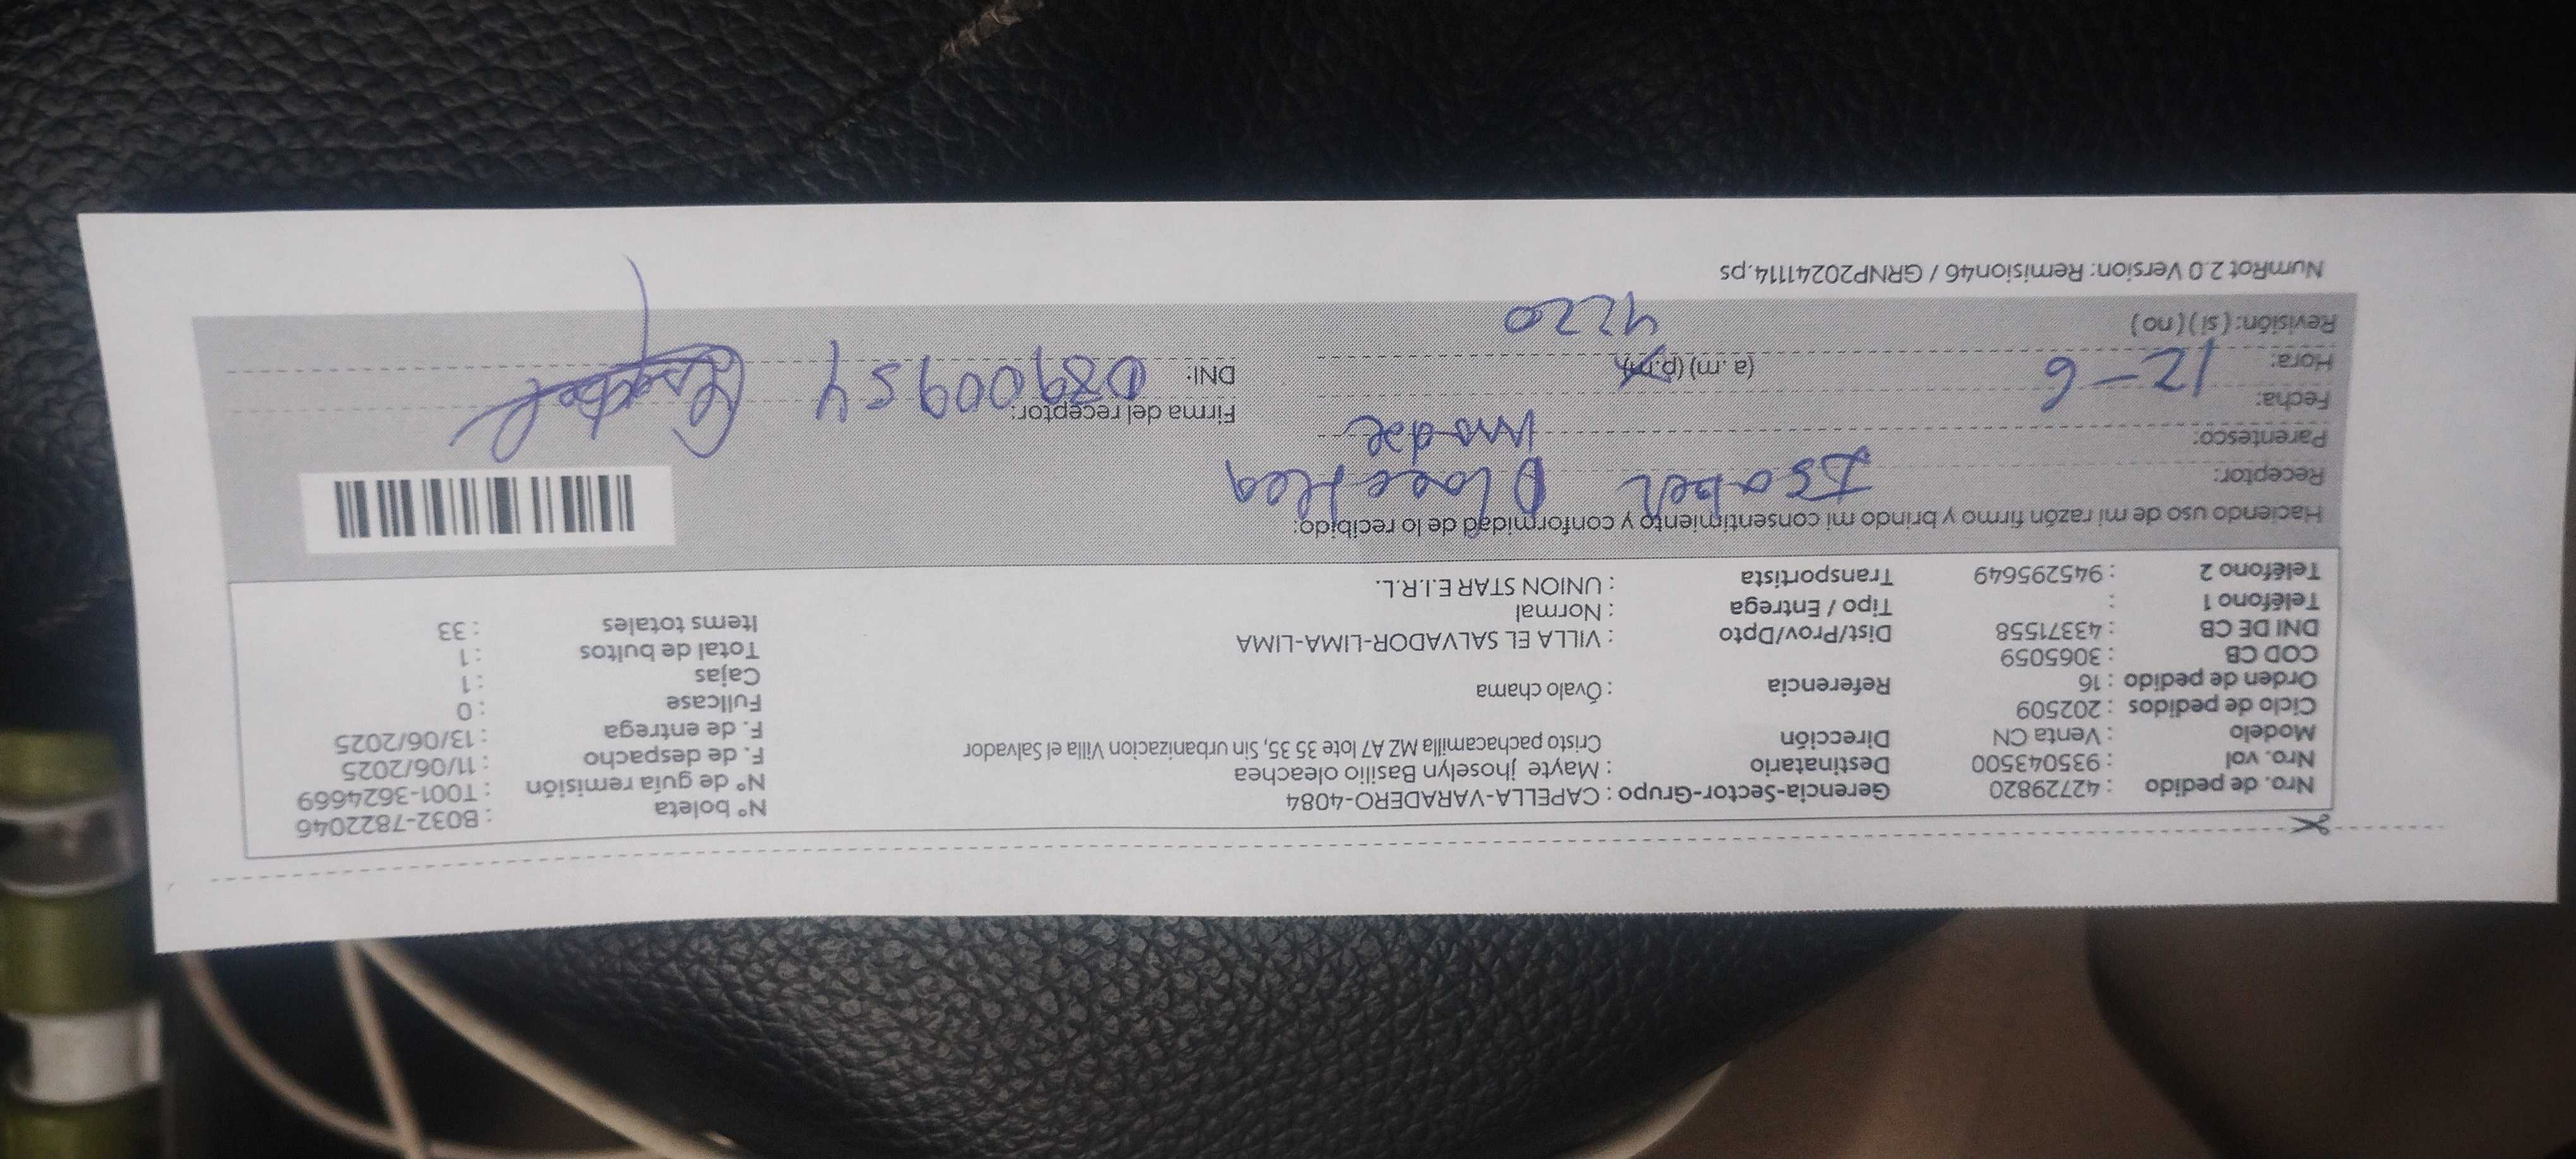 Nro. de pedido : 42729820 Gerencia-Sector-Grupo : CAPELLA-VARADERO-4084 N° boleta : B032-7822046
Nro. vol : 935043500 Destinatario : Mayte jhoselyn Basilio oleachea N° de guía remisión : T001-3624669
Modelo : Venta CN Dirección Cristo pachacamilla MZ A7 lote 35 35, Sin urbanizacion Villa el Salvador F. de despacho : 11/06/2025
Ciclo de pedidos : 202509 F. de entrega : 13/06/2025
Orden de pedido : 16 Referencia : Óvalo chama Fullcase : 0
COD CB : 3065059 Cajas : 1
DNI DE CB : 43371558 Dist/Prov/Dpto : VILLA EL SALVADOR-LIMA-LIMA Total de bultos : 1
Teléfono 1 : Tipo / Entrega : Normal Items totales : 33
Teléfono 2 : 945295649 Transportista : UNION STAR E.I.R.L.
Haciendo uso de mi razón firmo y brindo mi consentimiento y conformidad de lo recibido:
Receptor: Isabel
Parentesco: madre
Fecha: 12-6 Firma del receptor:
Hora: (a.m) (p.m) 4:20 DNI: 08900954
Revisión: (si) (no)
NumRot 2.0 Version: Remision46 / GRNP20241114.ps